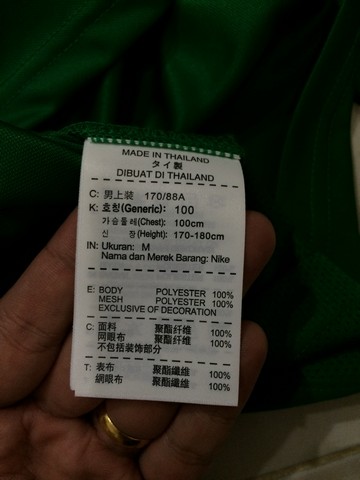 MADE IN THAILAND
タイ製
DIBUAT DI THAILAND
C: 男上装 170/88A
K: 호칭(Generic): 100
가슴둘레(Chest): 100cm
신 장(Height): 170-180cm
IN: Ukuran: M
Nama dan Merek Barang: Nike
E: BODY POLYESTER 100%
MESH POLYESTER 100%
EXCLUSIVE OF DECORATION
C: 面料 聚酯纤维 100%
网眼布 聚酯纤维 100%
不包括装饰部分
T: 表布 聚酯纖維 100%
網眼布 聚酯纖維 100%